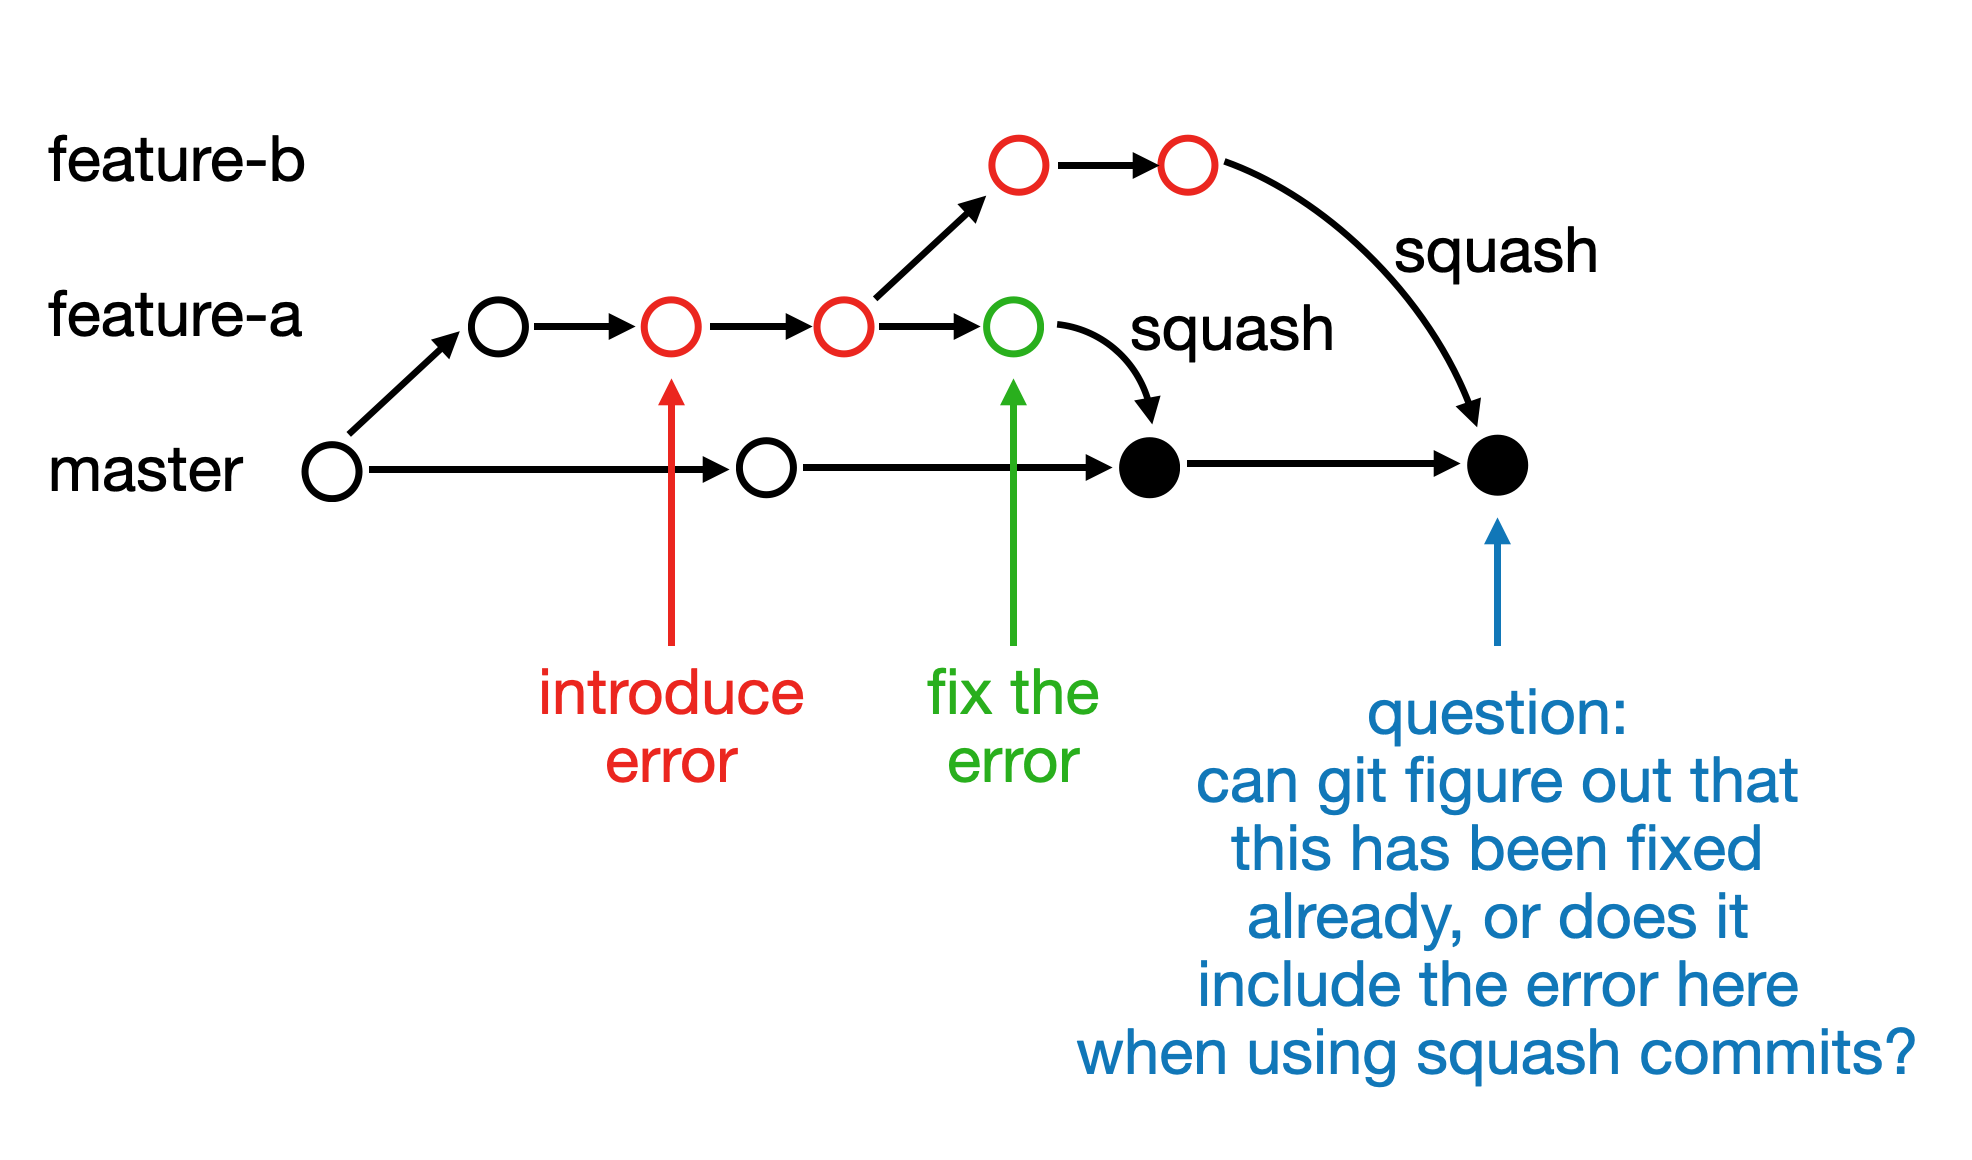 feature-b
squash
feature-a
squash
master
introduce
error
fix the
error
question:
can git figure out that
this has been fixed
already, or does it
include the error here
when using squash commits?